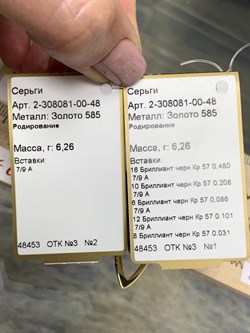 Серьги
Арт. 2-308081-00-48
Металл: Золото 585
Родирование
Масса, г: 6,26
Вставки
7/9 А
48453 ОТК №3 №2
Серьги
Арт. 2-308081-00-48
Металл: Золото 585
Родирование
Масса, г: 6,26
Вставки:
7/9 А
16 Бриллиант черн Кр 57 0,480
7/9 А
10 Бриллиант черн Кр 57 0,208
7/9 А
6 Бриллиант черн Кр 57 0,086
7/9 А
12 Бриллиант черн Кр 57 0,101
7/9 А
8 Бриллиант черн Кр 57 0,031
48453 ОТК №3 №1